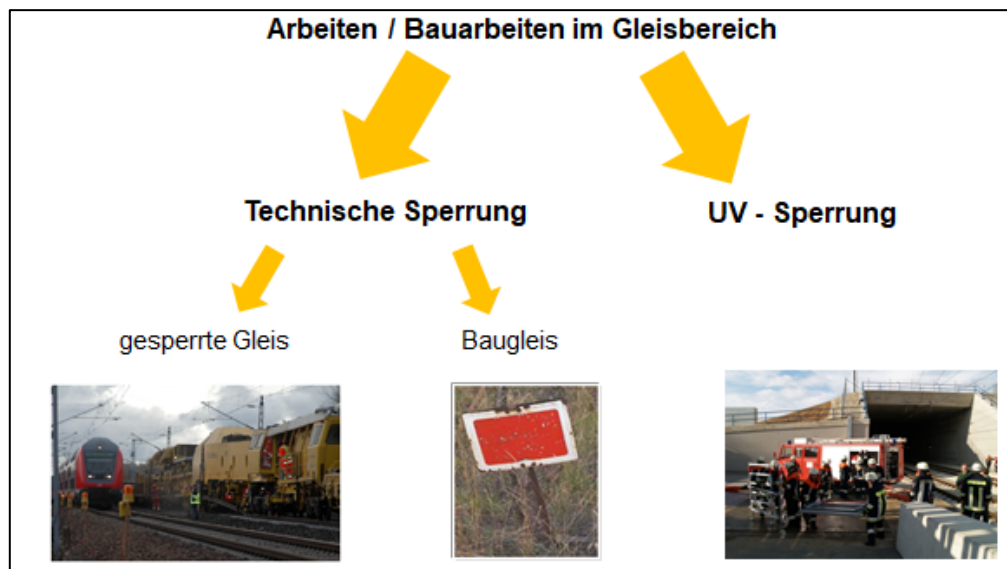 Arbeiten / Bauarbeiten im Gleisbereich
Technische Sperrung
UV - Sperrung
gesperrte Gleis
Baugleis